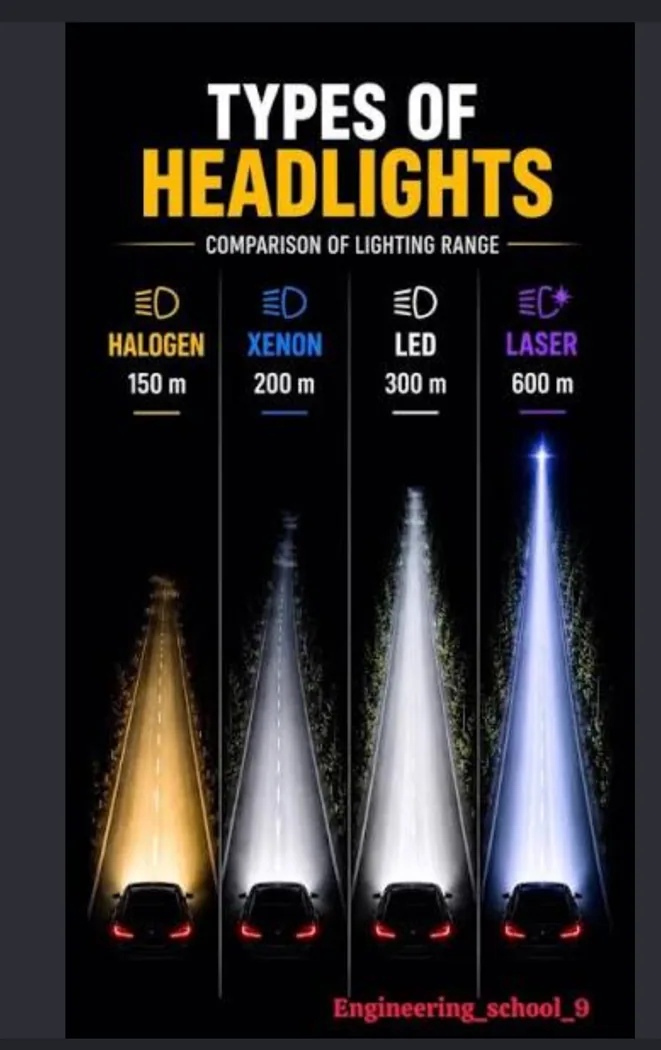 TYPES OF
HEADLIGHTS
COMPARISON OF LIGHTING RANGE
HALOGEN
150 m
XENON
200 m
LED
300 m
LASER
600 m
Engineering_school_9